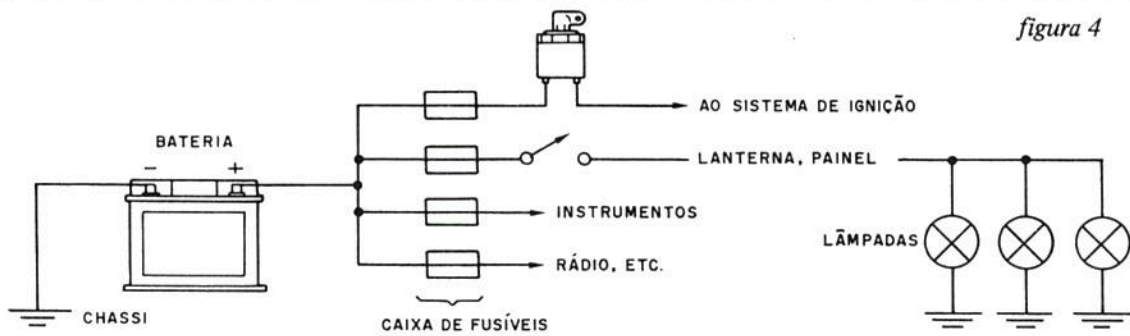 figura 4
AO SISTEMA DE IGNIÇÃO
BATERIA
- +
LANTERNA, PAINEL
INSTRUMENTOS
LÂMPADAS
RÁDIO, ETC.
CHASSI
CAIXA DE FUSÍVEIS